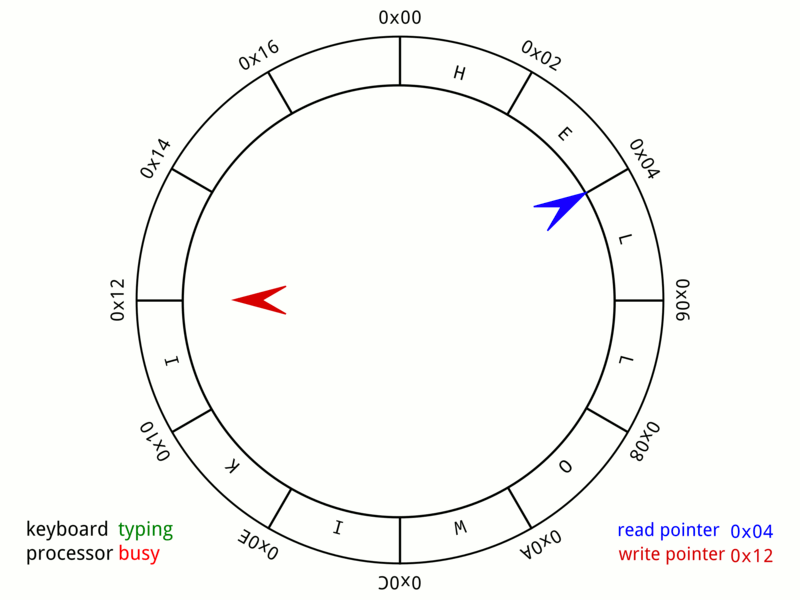 0x00
0x02
0x04
0x06
0x08
0x0A
0x0C
0x0E
0x10
0x12
0x14
0x16
H
E
L
L
O
W
I
K
I
keyboard typing
processor busy
read pointer 0x04
write pointer 0x12